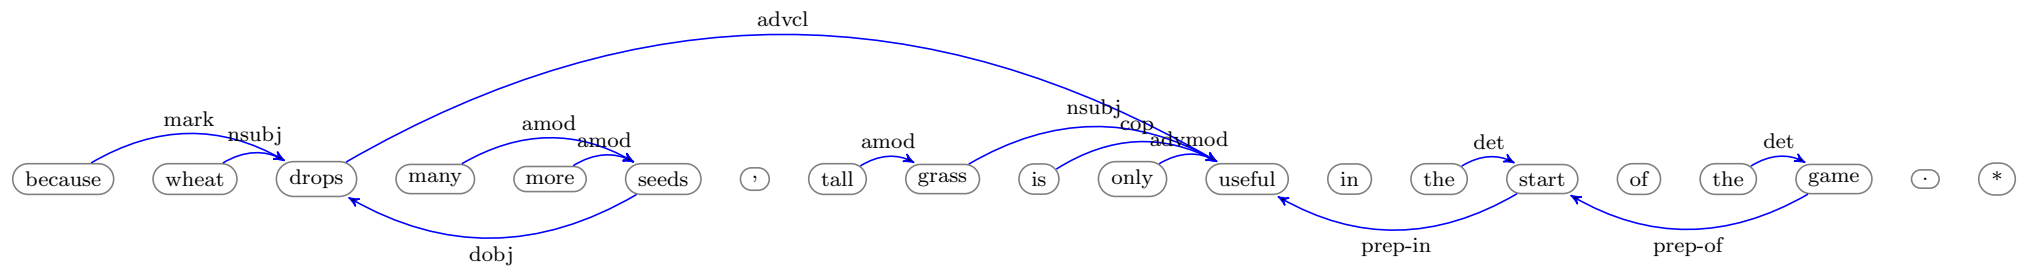 advcl
mark nsubj amod amod amod nsubj cop advmod det det
because wheat drops many more seeds , tall grass is only useful in the start of the game . *
dobj prep-in prep-of